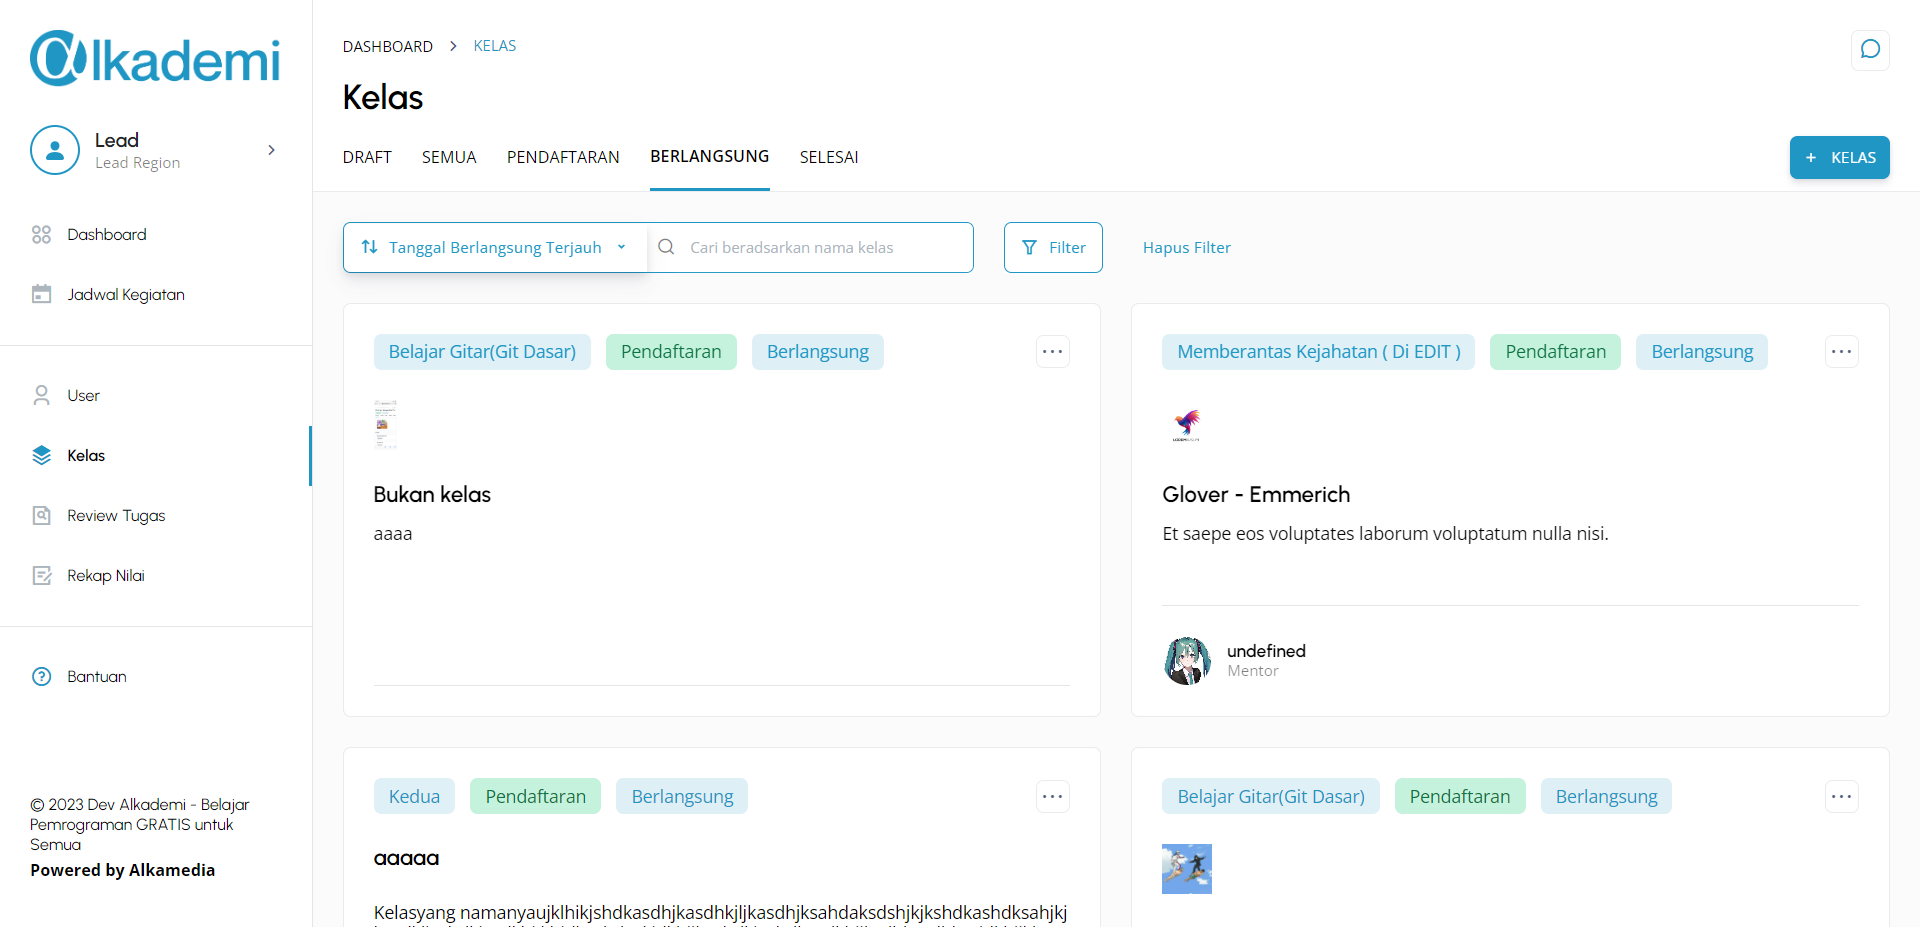 alkademi
Lead
Lead Region
Dashboard
Jadwal Kegiatan
User
Kelas
Review Tugas
Rekap Nilai
Bantuan
© 2023 Dev Alkademi - Belajar
Pemrograman GRATIS untuk
Semua
Powered by Alkamedia
DASHBOARD > KELAS
Kelas
DRAFT SEMUA PENDAFTARAN BERLANGSUNG SELESAI
+ KELAS
Tanggal Berlangsung Terjauh
Cari beradsarkan nama kelas
Filter
Hapus Filter
Belajar Gitar(Git Dasar) Pendaftaran Berlangsung
Bukan kelas
aaaa
Memberantas Kejahatan ( Di EDIT ) Pendaftaran Berlangsung
Glover - Emmerich
Et saepe eos voluptates laborum voluptatum nulla nisi.
undefined
Mentor
Kedua Pendaftaran Berlangsung
aaaaa
Kelasyang namanyaujklhikjshdkasdhjkasdhkjljkasdhjksahdaksdshjkjkshdkashdksahjkj
Belajar Gitar(Git Dasar) Pendaftaran Berlangsung